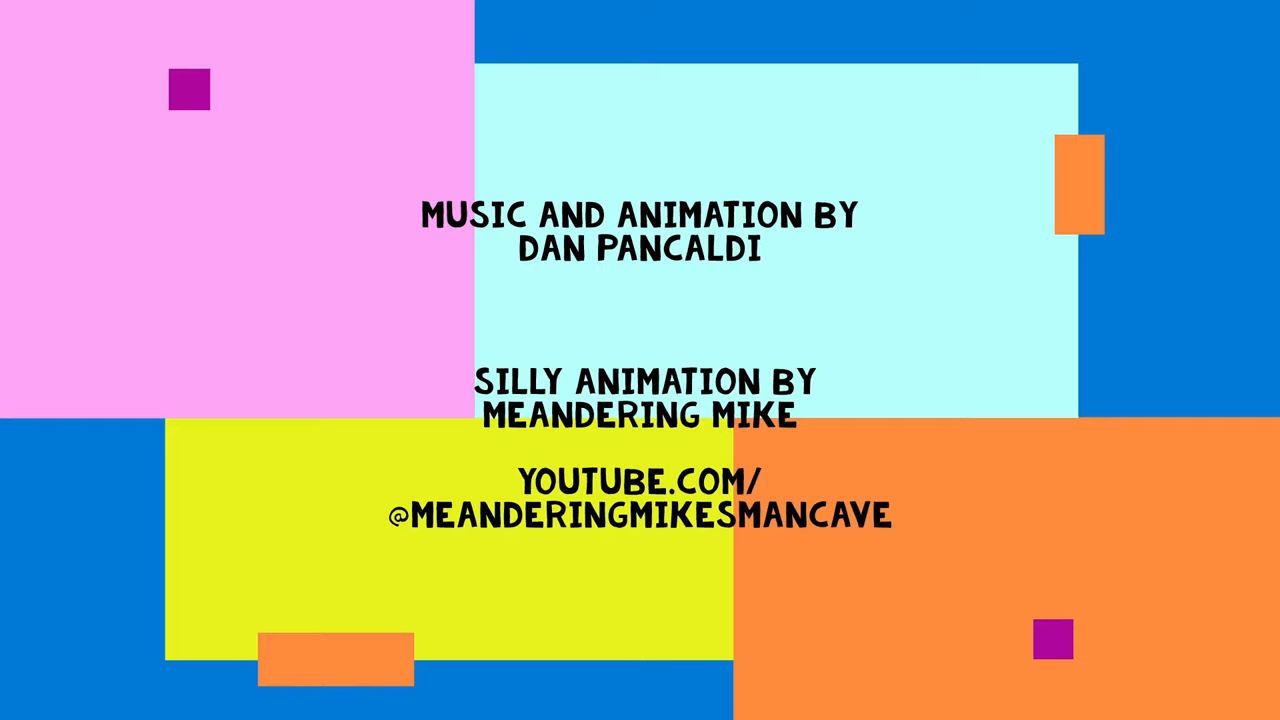 MUSIC AND ANIMATION BY
DAN PANCALDI
SILLY ANIMATION BY
MEANDERING MIKE
YOUTUBE.COM/
@MEANDERINGMIKESMANCAVE